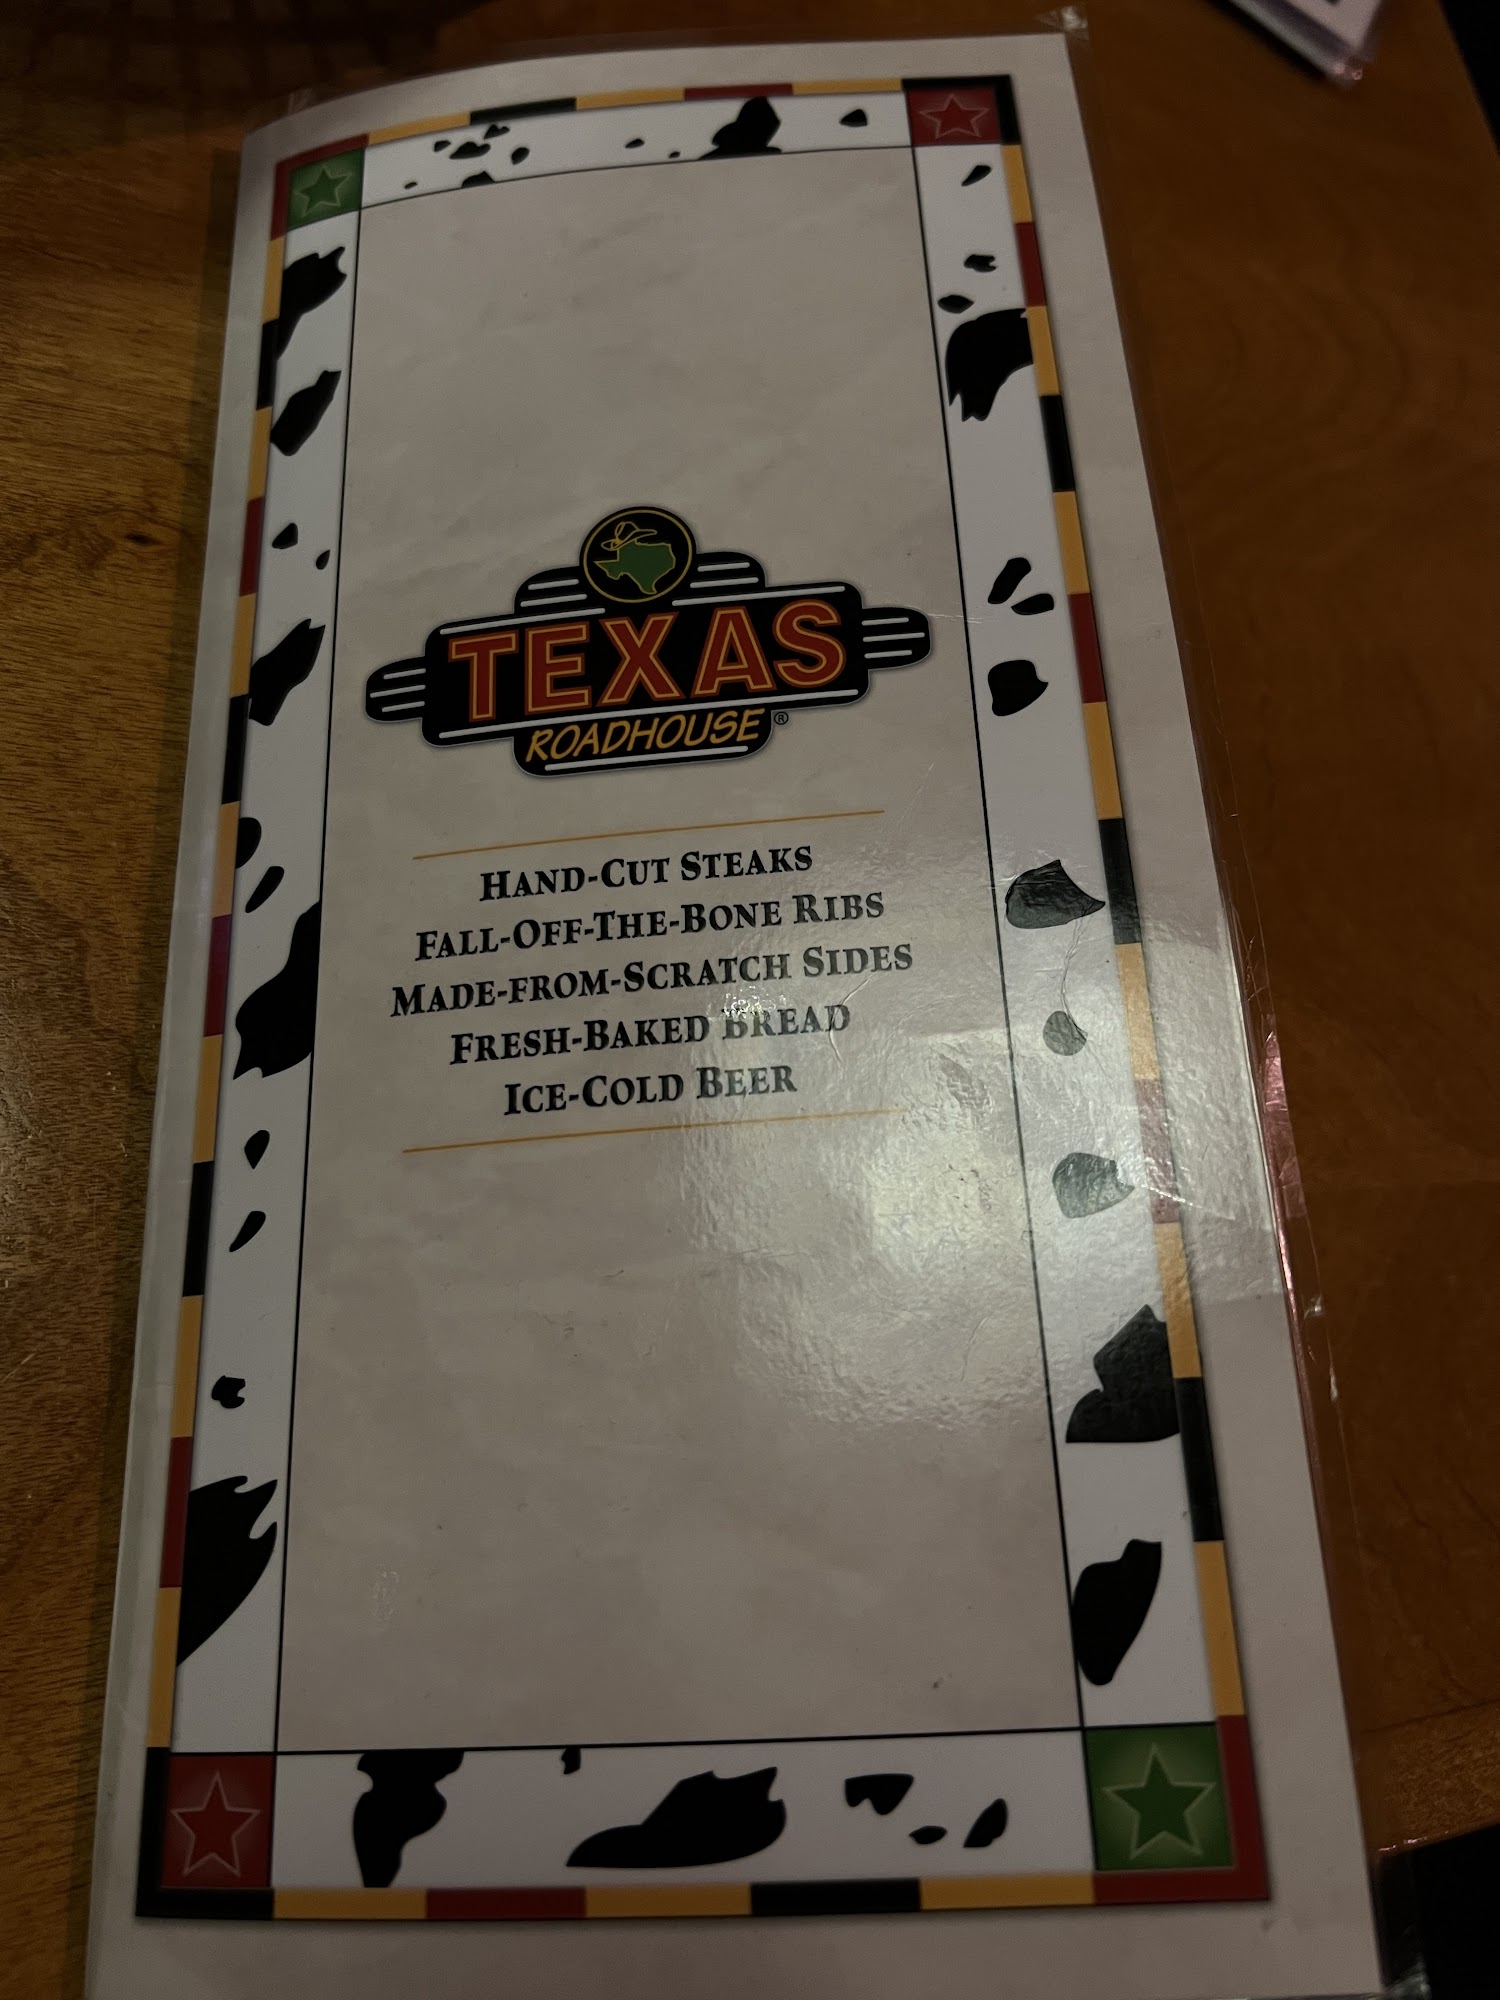 TEXAS
ROADHOUSE®
HAND-CUT STEAKS
FALL-OFF-THE-BONE RIBS
MADE-FROM-SCRATCH SIDES
FRESH-BAKED BREAD
ICE-COLD BEER